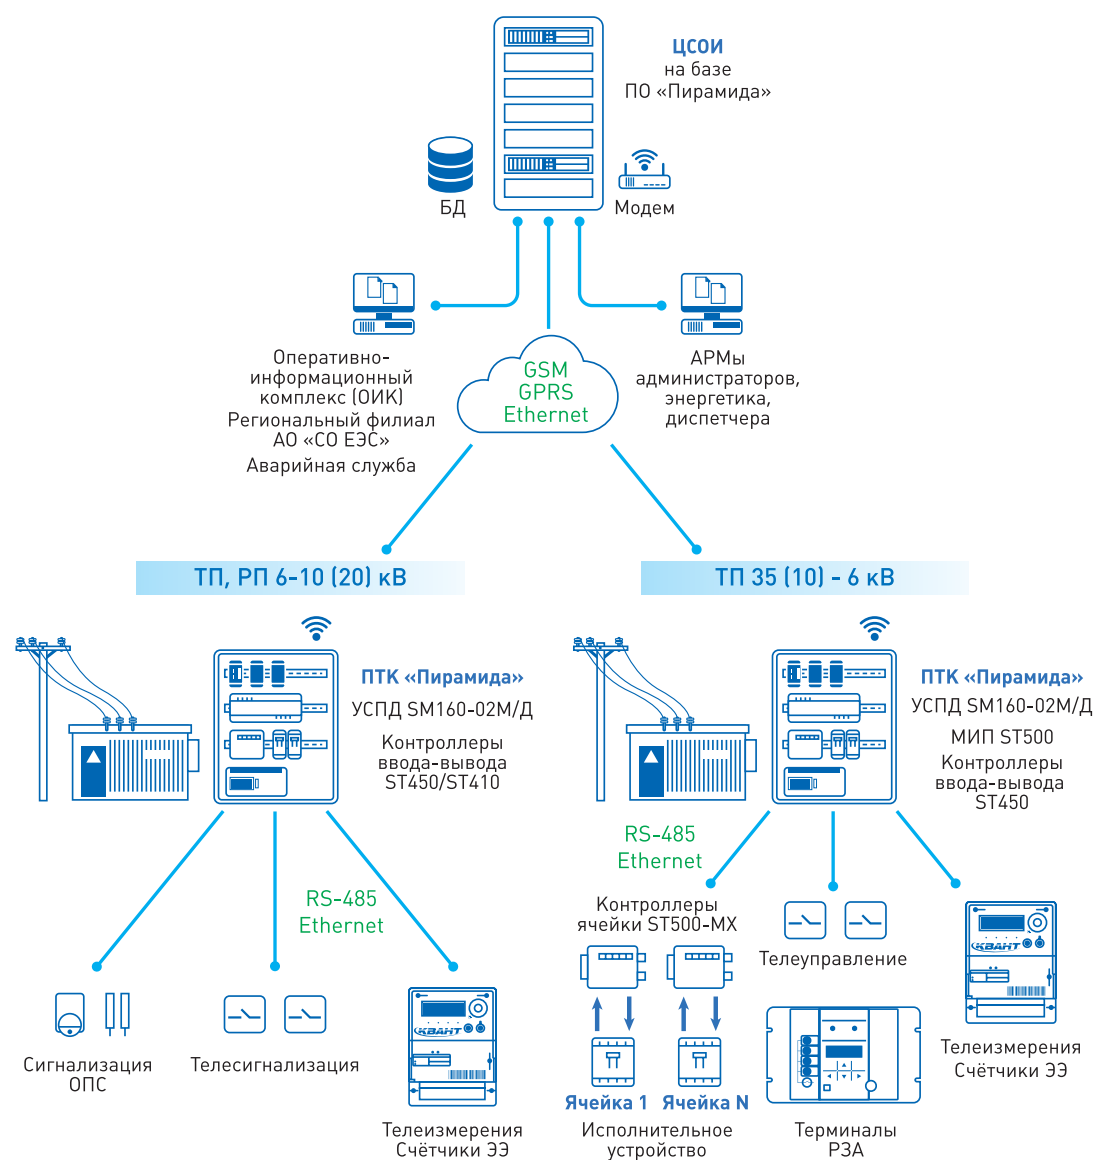 ЦСОИ
на базе
ПО «Пирамида»
БД
Модем
Оперативно-
информационный
комплекс (ОИК)
Региональный филиал
АО «СО ЕЭС»
Аварийная служба
GSM
GPRS
Ethernet
АРМы
администраторов,
энергетика,
диспетчера
ТП, РП 6-10 (20) кВ
ПТК «Пирамида»
УСПД SM160-02М/Д
Контроллеры
ввода-вывода
ST450/ST410
RS-485
Ethernet
Сигнализация
ОПС
Телесигнализация
КВАНТ
Телеизмерения
Счётчики ЭЭ
ТП 35 (10) - 6 кВ
ПТК «Пирамида»
УСПД SM160-02М/Д
МИП ST500
Контроллеры
ввода-вывода
ST450
RS-485
Ethernet
Контроллеры
ячейки ST500-МХ
Ячейка 1
Ячейка N
Исполнительное
устройство
Телеуправление
Терминалы
РЗА
КВАНТ
Телеизмерения
Счётчики ЭЭ